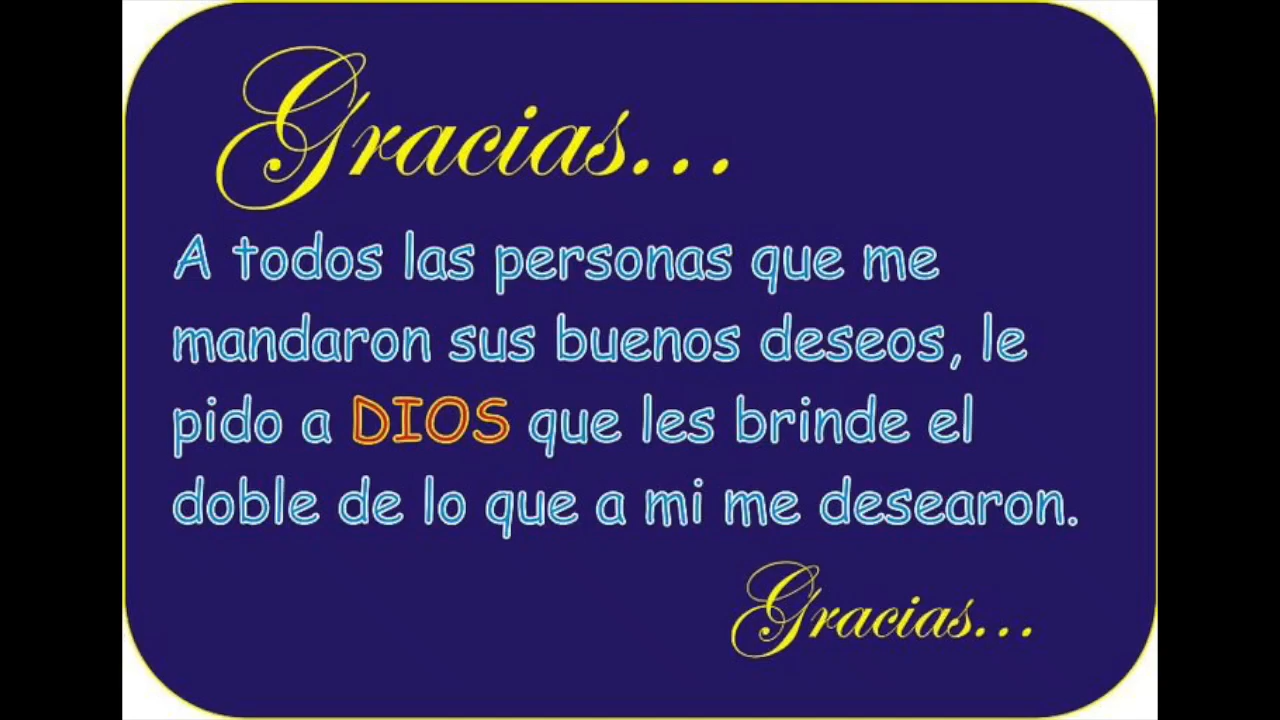 Gracias...
A todos las personas que me
mandaron sus buenos deseos, le
pido a DIOS que les brinde el
doble de lo que a mi me desearon.
Gracias...